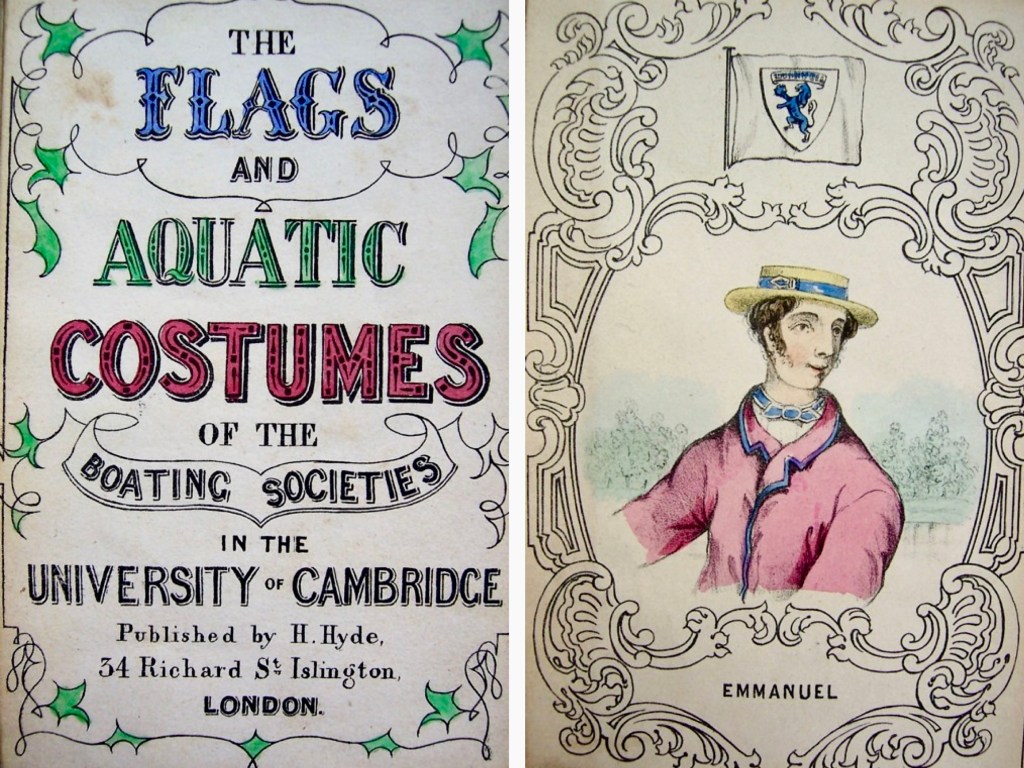 THE
FLAGS
AND
AQUATIC
COSTUMES
OF THE
BOATING SOCIETIES
IN THE
UNIVERSITY OF CAMBRIDGE
Published by H. Hyde,
34 Richard St. Islington,
LONDON.
EMMANUEL